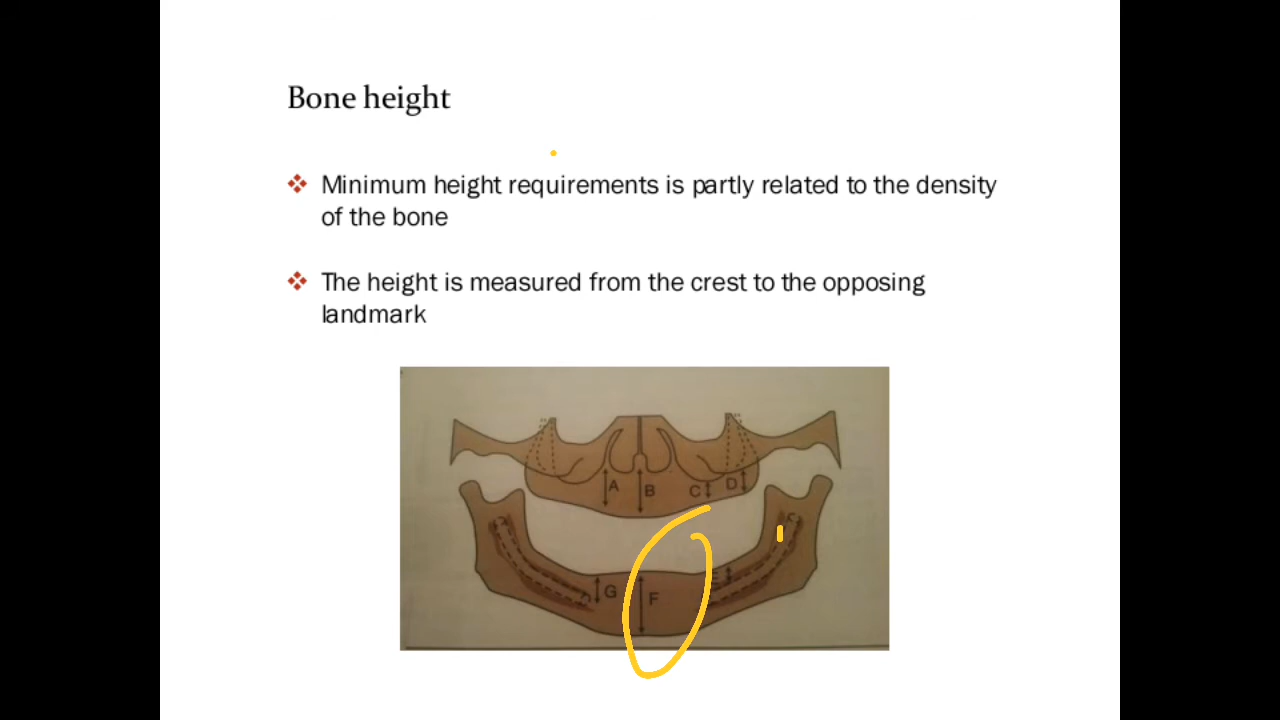 Bone height
Minimum height requirements is partly related to the density
of the bone
The height is measured from the crest to the opposing
landmark
A
B
C
D
E
G
F